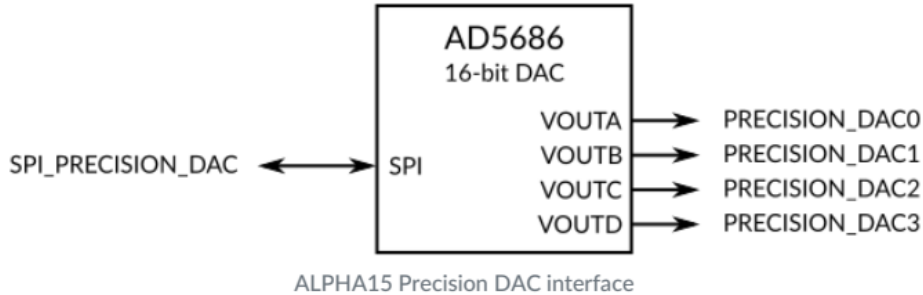 AD5686
16-bit DAC
VOUTA PRECISION_DAC0
VOUTB PRECISION_DAC1
SPI_PRECISION_DAC SPI
VOUTC PRECISION_DAC2
VOUTD PRECISION_DAC3
ALPHA15 Precision DAC interface